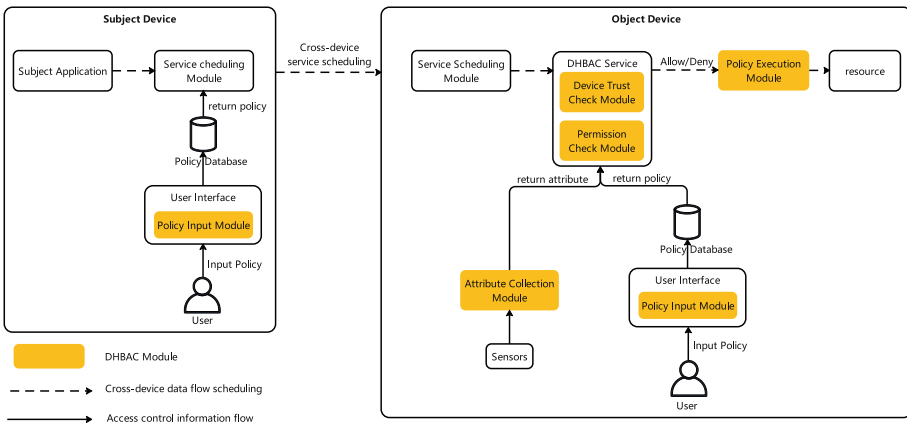 Subject Device
Subject Application
Service cheduling
Module
return policy
Policy Database
User Interface
Policy Input Module
Input Policy
User
Cross-device
service scheduling
Object Device
Service Scheduling
Module
DHBAC Service
Device Trust
Check Module
Permission
Check Module
Allow/Deny
Policy Execution
Module
resource
return attribute
return policy
Policy Database
Attribute Collection
Module
Sensors
User Interface
Policy Input Module
Input Policy
User
DHBAC Module
Cross-device data flow scheduling
Access control information flow